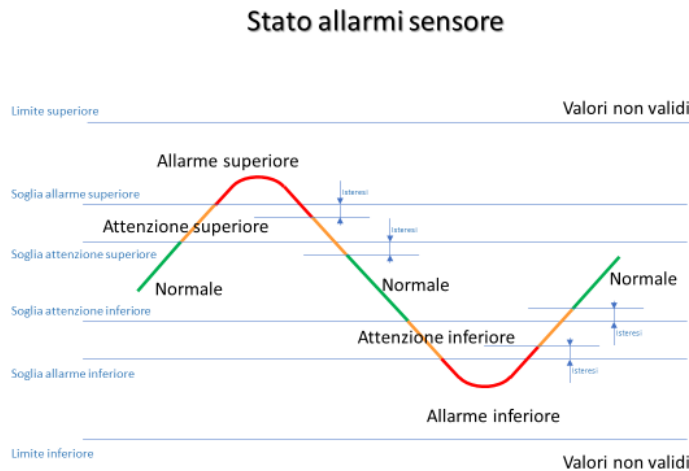 Stato allarmi sensore
Limite superiore
Valori non validi
Allarme superiore
Soglia allarme superiore
Isteresi
Attenzione superiore
Isteresi
Soglia attenzione superiore
Normale
Normale
Normale
Soglia attenzione inferiore
Attenzione inferiore
Isteresi
Soglia allarme inferiore
Isteresi
Allarme inferiore
Limite inferiore
Valori non validi